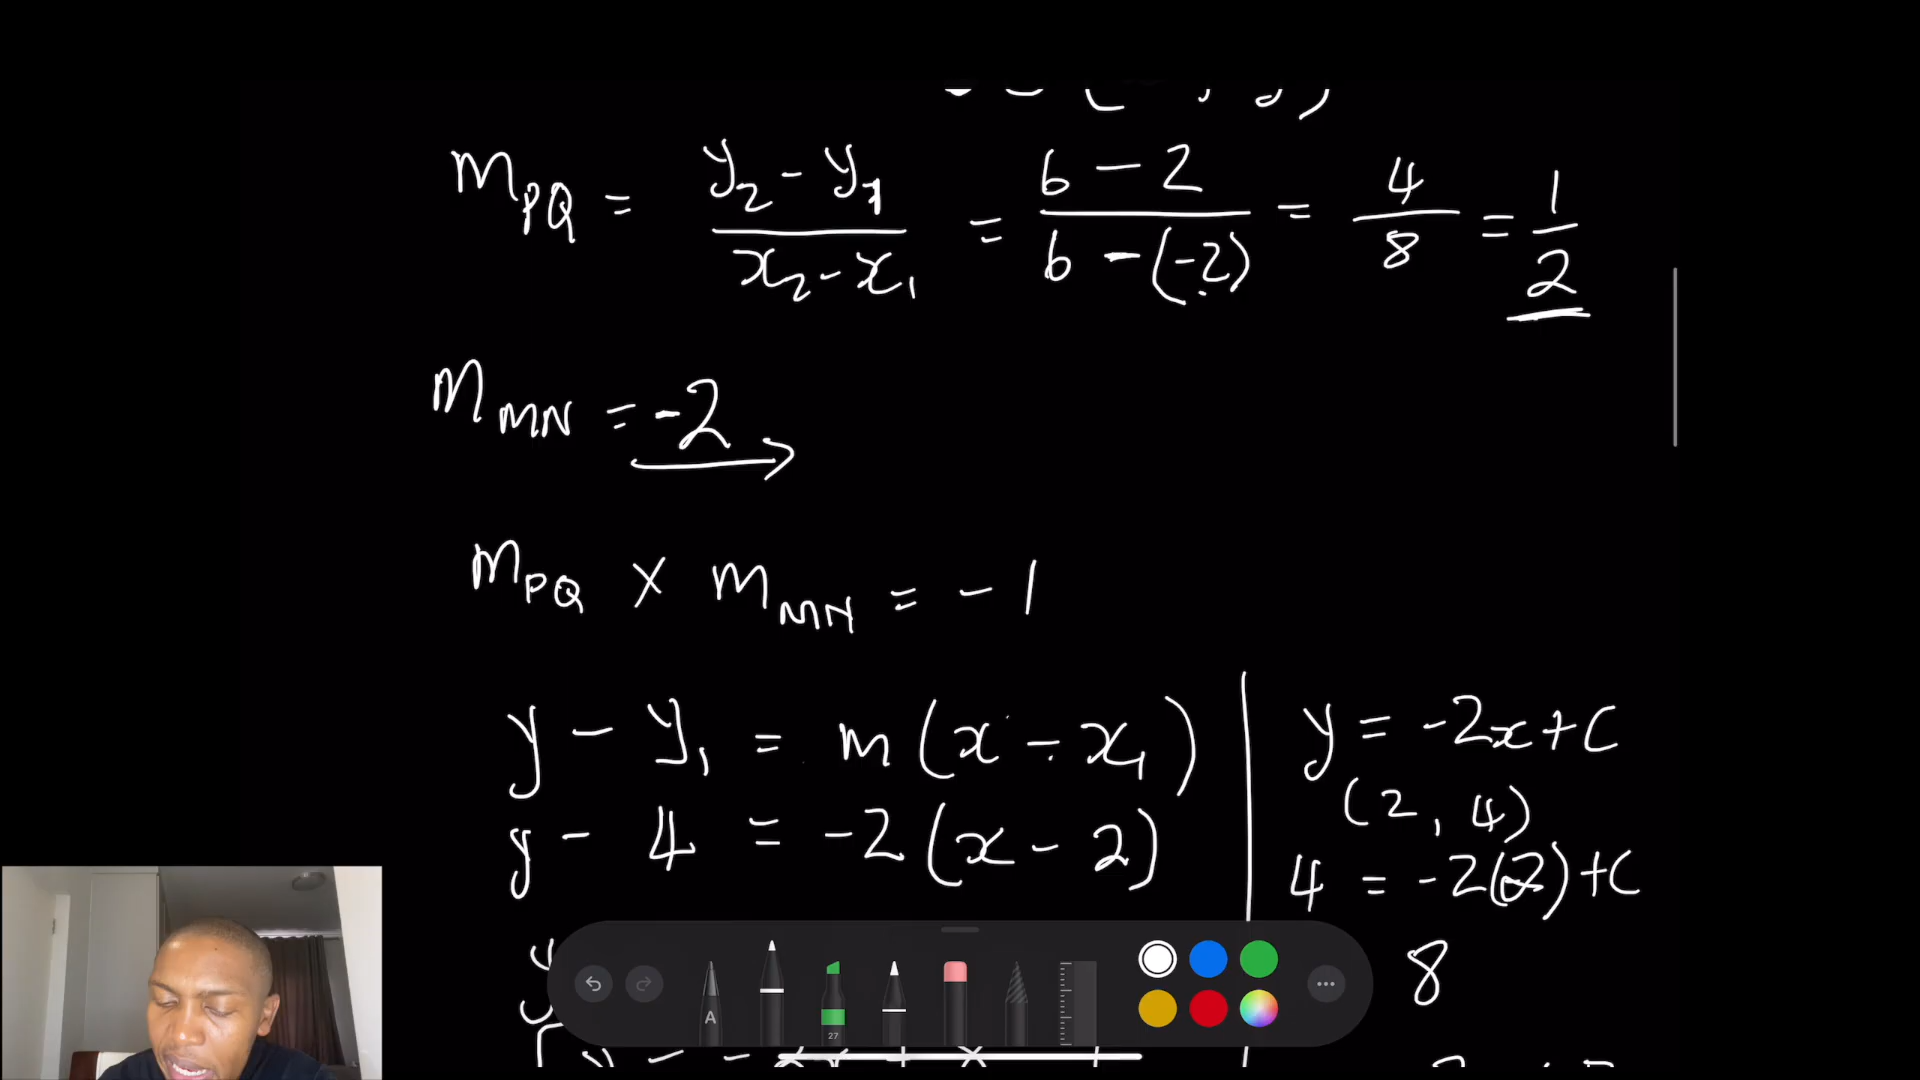 m_PQ = (y₂ - y₁)/(x₂ - x₁) = (6 - 2)/(6 - (-2)) = 4/8 = 1/2
m_MN = -2
m_PQ × m_MN = -1
y - y₁ = m(x - x₁)
y - 4 = -2(x - 2)
y = -2x + C
(2, 4)
4 = -2(2) + C
8
A
27